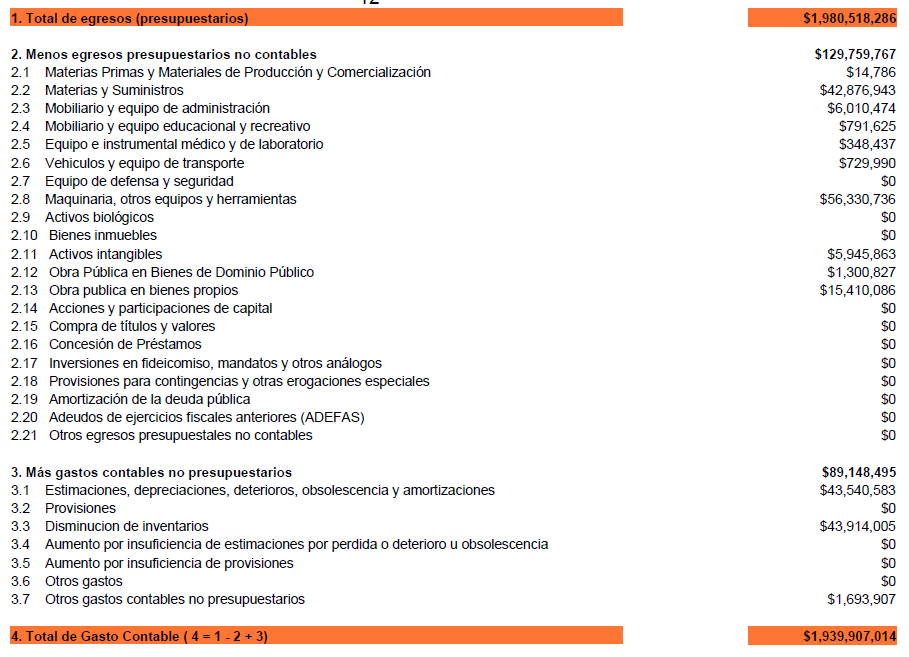 1. Total de egresos (presupuestarios) $1,980,518,286
2. Menos egresos presupuestarios no contables $129,759,767
2.1 Materias Primas y Materiales de Producción y Comercialización $14,786
2.2 Materias y Suministros $42,876,943
2.3 Mobiliario y equipo de administración $6,010,474
2.4 Mobiliario y equipo educacional y recreativo $791,625
2.5 Equipo e instrumental médico y de laboratorio $348,437
2.6 Vehiculos y equipo de transporte $729,990
2.7 Equipo de defensa y seguridad $0
2.8 Maquinaria, otros equipos y herramientas $56,330,736
2.9 Activos biológicos $0
2.10 Bienes inmuebles $0
2.11 Activos intangibles $5,945,863
2.12 Obra Pública en Bienes de Dominio Público $1,300,827
2.13 Obra publica en bienes propios $15,410,086
2.14 Acciones y participaciones de capital $0
2.15 Compra de títulos y valores $0
2.16 Concesión de Préstamos $0
2.17 Inversiones en fideicomiso, mandatos y otros análogos $0
2.18 Provisiones para contingencias y otras erogaciones especiales $0
2.19 Amortización de la deuda pública $0
2.20 Adeudos de ejercicios fiscales anteriores (ADEFAS) $0
2.21 Otros egresos presupuestales no contables $0
3. Más gastos contables no presupuestarios $89,148,495
3.1 Estimaciones, depreciaciones, deterioros, obsolescencia y amortizaciones $43,540,583
3.2 Provisiones $0
3.3 Disminucion de inventarios $43,914,005
3.4 Aumento por insuficiencia de estimaciones por perdida o deterioro u obsolescencia $0
3.5 Aumento por insuficiencia de provisiones $0
3.6 Otros gastos $0
3.7 Otros gastos contables no presupuestarios $1,693,907
4. Total de Gasto Contable ( 4 = 1 - 2 + 3) $1,939,907,014